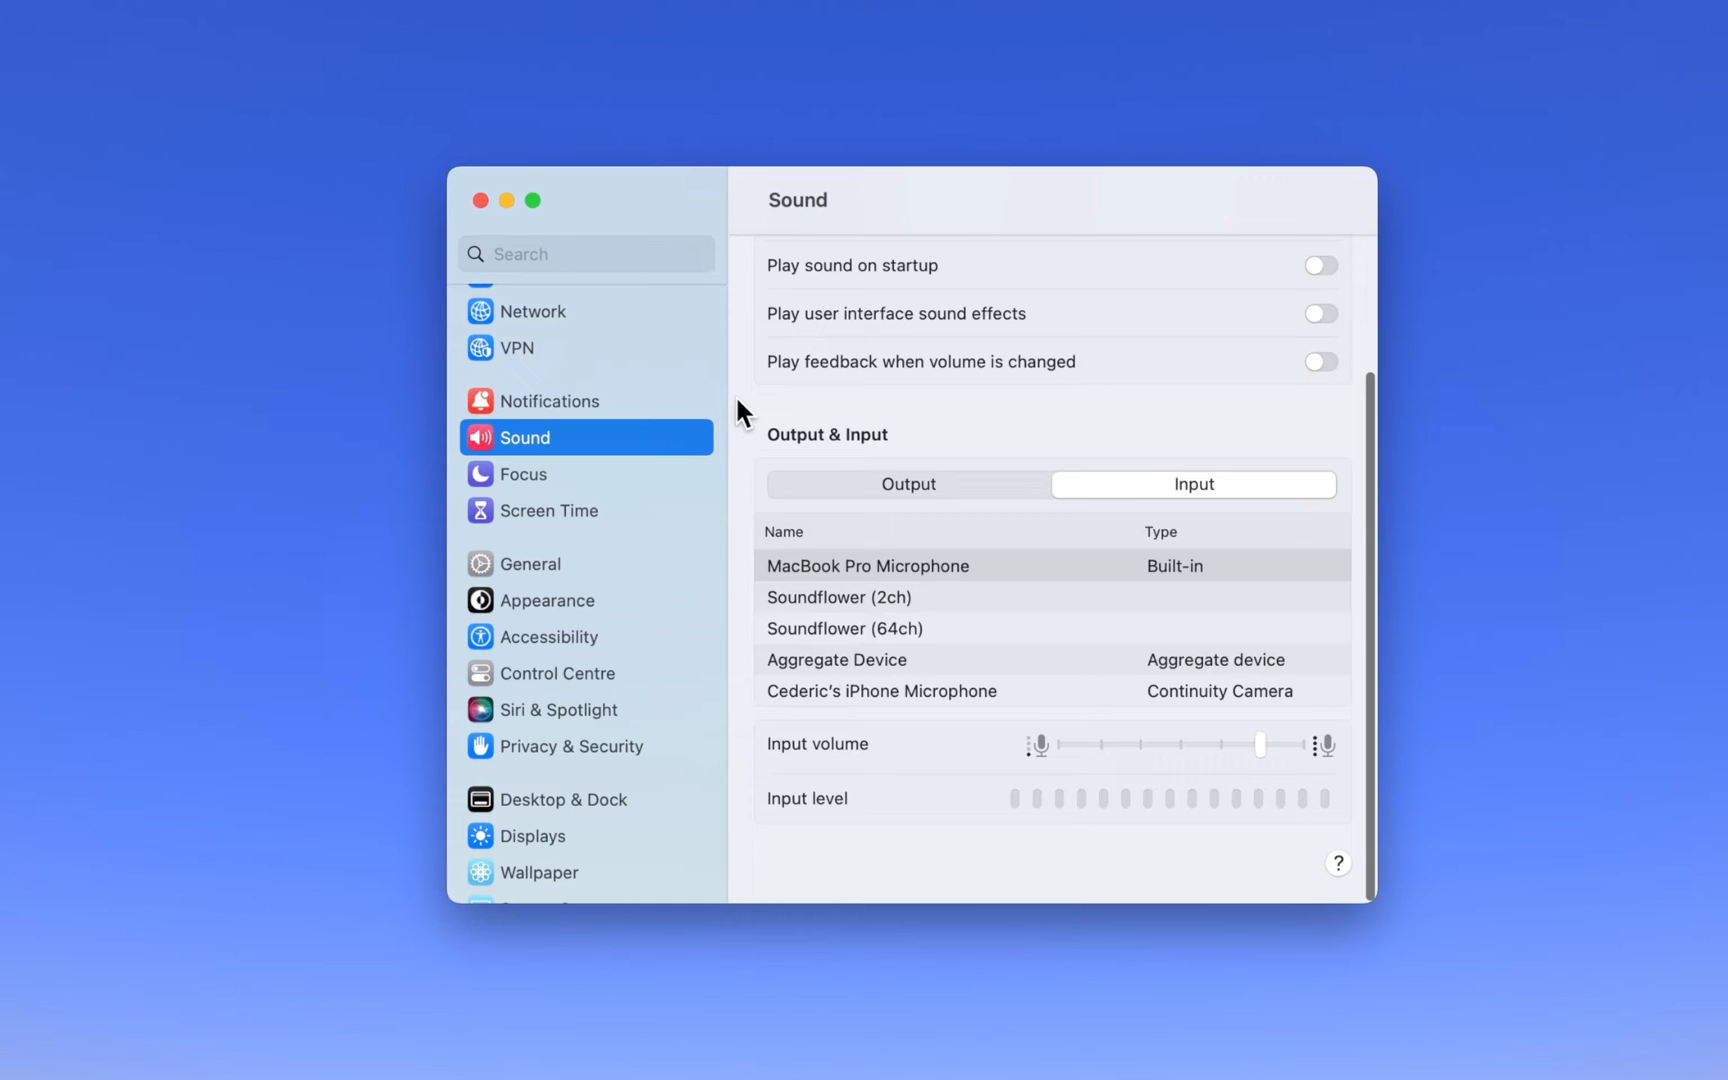 Sound
Search
Network
VPN
Notifications
Sound
Focus
Screen Time
General
Appearance
Accessibility
Control Centre
Siri & Spotlight
Privacy & Security
Desktop & Dock
Displays
Wallpaper
Play sound on startup
Play user interface sound effects
Play feedback when volume is changed
Output & Input
Output Input
Name Type
MacBook Pro Microphone Built-in
Soundflower (2ch)
Soundflower (64ch)
Aggregate Device Aggregate device
Cederic’s iPhone Microphone Continuity Camera
Input volume
Input level
?